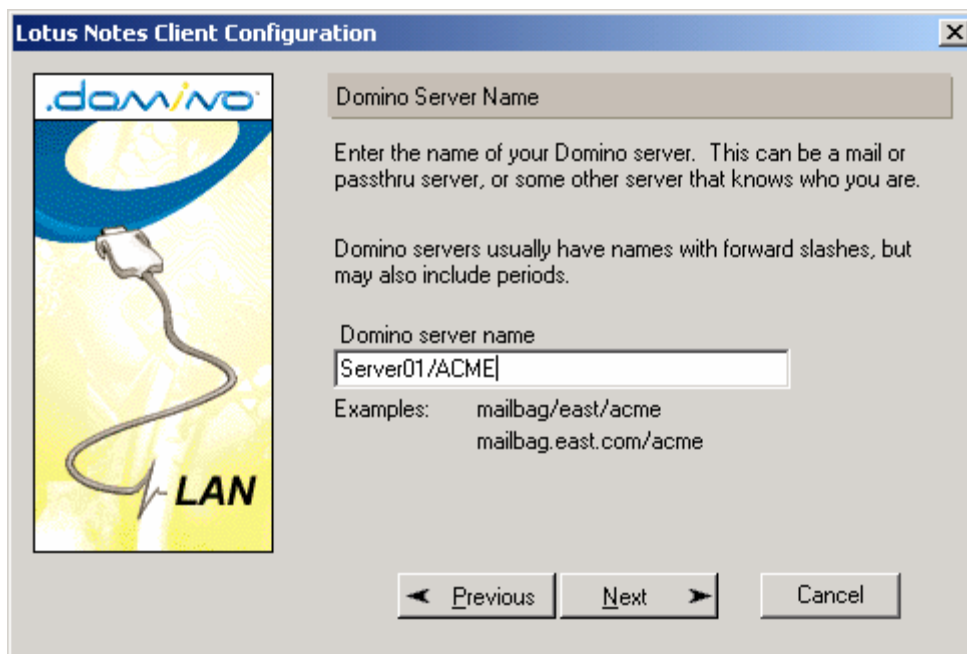 Lotus Notes Client Configuration
.domino
Domino Server Name
Enter the name of your Domino server.  This can be a mail or
passthru server, or some other server that knows who you are.
Domino servers usually have names with forward slashes, but
may also include periods.
Domino server name
Server01/ACME
Examples: mailbag/east/acme
mailbag.east.com/acme
LAN
Previous
Next
Cancel